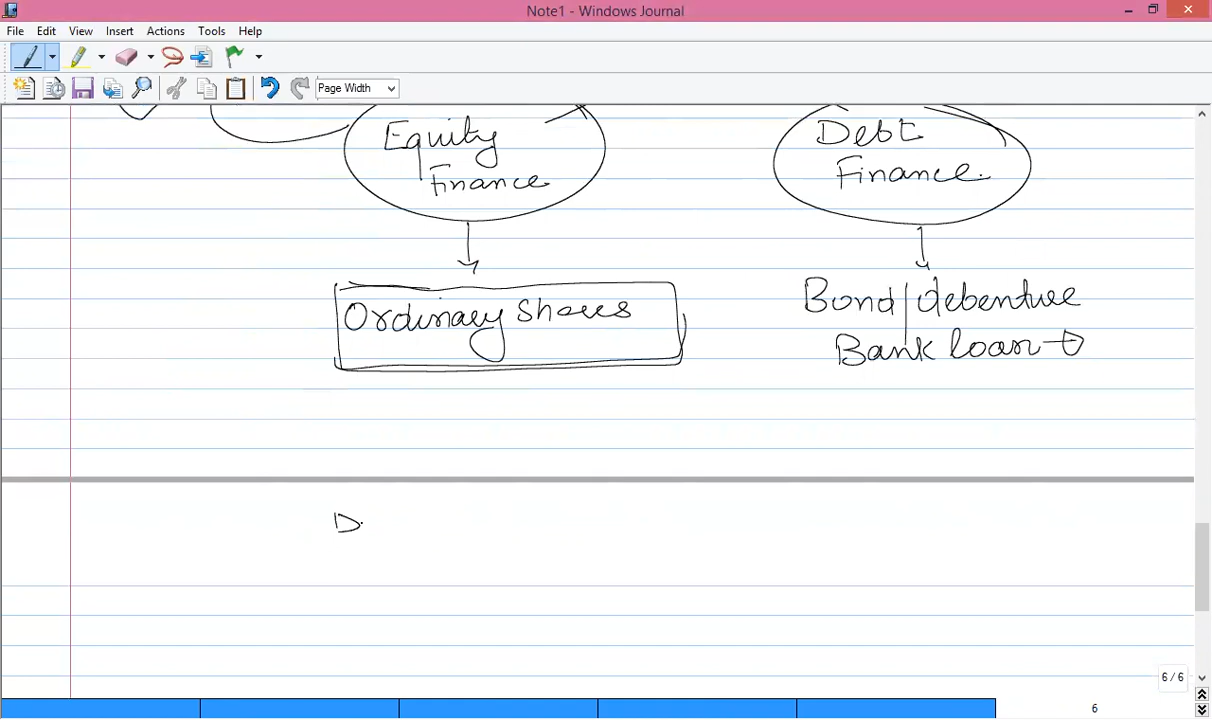 Note1 - Windows Journal
File Edit View Insert Actions Tools Help
Page Width
Equity
Finance
Debt
Finance.
Ordinary Shares
Bond/debenture
Bank loan
D.
6 / 6
6